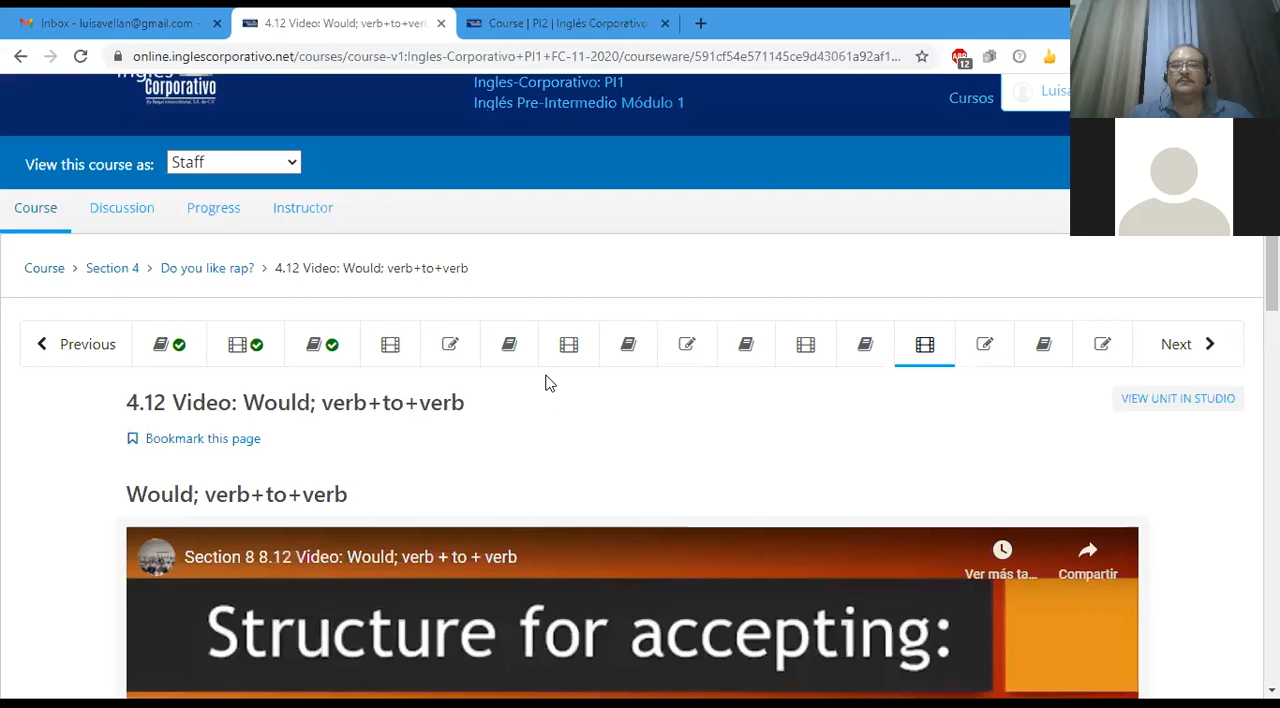 Inbox - luisavellan@gmail.com -
4.12 Video: Would; verb+to+verb
Course | PI2 | Inglés Corporativo
online.inglescorporativo.net/courses/course-v1:Ingles-Corporativo+PI1+FC-11-2020/courseware/591cf54e571145ce9d43061a92af1...
12
Inglés
Corporativo
Ingles-Corporativo: PI1
Inglés Pre-Intermedio Módulo 1
Cursos
Luisa
View this course as:
Staff
Course
Discussion
Progress
Instructor
Course > Section 4 > Do you like rap? > 4.12 Video: Would; verb+to+verb
Previous
Next
4.12 Video: Would; verb+to+verb
VIEW UNIT IN STUDIO
Bookmark this page
Would; verb+to+verb
Section 8 8.12 Video: Would; verb + to + verb
Ver más ta...
Compartir
Structure for accepting: